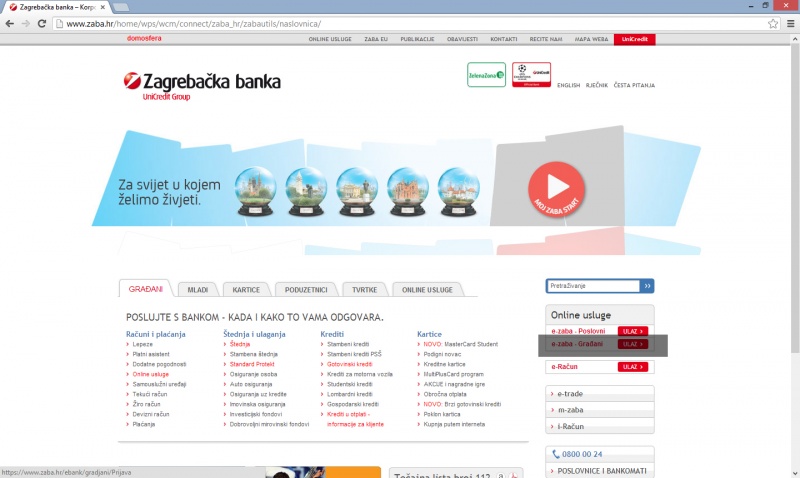 Zagrebačka banka – Korpo
www.zaba.hr/home/wps/wcm/connect/zaba_hr/zabautils/naslovnica/
domosfera
ONLINE USLUGE ZABA EU PUBLIKACIJE OBAVIJESTI KONTAKTI RECITE NAM MAPA WEBA UniCredit
Zagrebačka banka
UniCredit Group
ZelenaZona
UniCredit
ENGLISH RJEČNIK ČESTA PITANJA
Za svijet u kojem
želimo živjeti.
MOJ ZABA START
GRAĐANI MLADI KARTICE PODUZETNICI TVRTKE ONLINE USLUGE
Pretraživanje
POSLUJTE S BANKOM – KADA I KAKO TO VAMA ODGOVARA.
Računi i plaćanja
Lepeze
Platni asistent
Dodatne pogodnosti
Online usluge
Samouslužni uređaji
Tekući račun
Žiro račun
Devizni račun
Plaćanja
Štednja i ulaganja
Štednja
Stambena štednja
Standard Protekt
Osiguranje osoba
Auto osiguranja
Osiguranja uz kredite
Imovinska osiguranja
Investicijski fondovi
Dobrovoljni mirovinski fondovi
Krediti
Stambeni krediti
Stambeni krediti PSŠ
Gotovinski krediti
Krediti za motorna vozila
Studentski krediti
Lombardni krediti
Gospodarski krediti
Krediti u otplati -
informacije za klijente
Kartice
NOVO: MasterCard Student
Podigni novac
Kreditne kartice
MultiPlusCard program
AKCIJE i nagradne igre
Obročna otplata
NOVO: Brzi gotovinski krediti
Poklon kartica
Kupnja putem interneta
Online usluge
e-zaba - Poslovni ULAZ
e-zaba - Građani ULAZ
e-Račun ULAZ
e-trade
m-zaba
i-Račun
0800 00 24
POSLOVNICE I BANKOMATI
Tečajna lista broj 112
https://www.zaba.hr/ebank/gradjani/Prijava